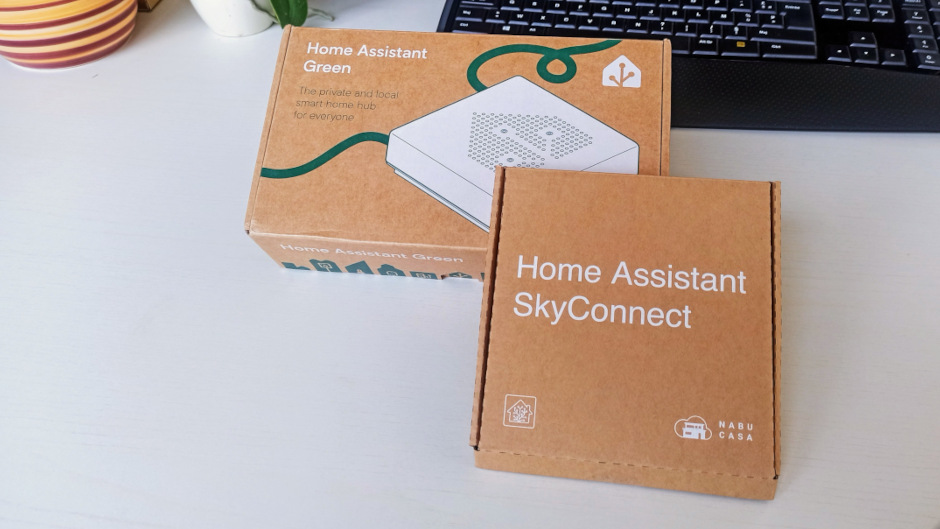 Home Assistant
Green
The private and local
smart home hub
for everyone
Home Assistant Green
Home Assistant
SkyConnect
NABU
CASA